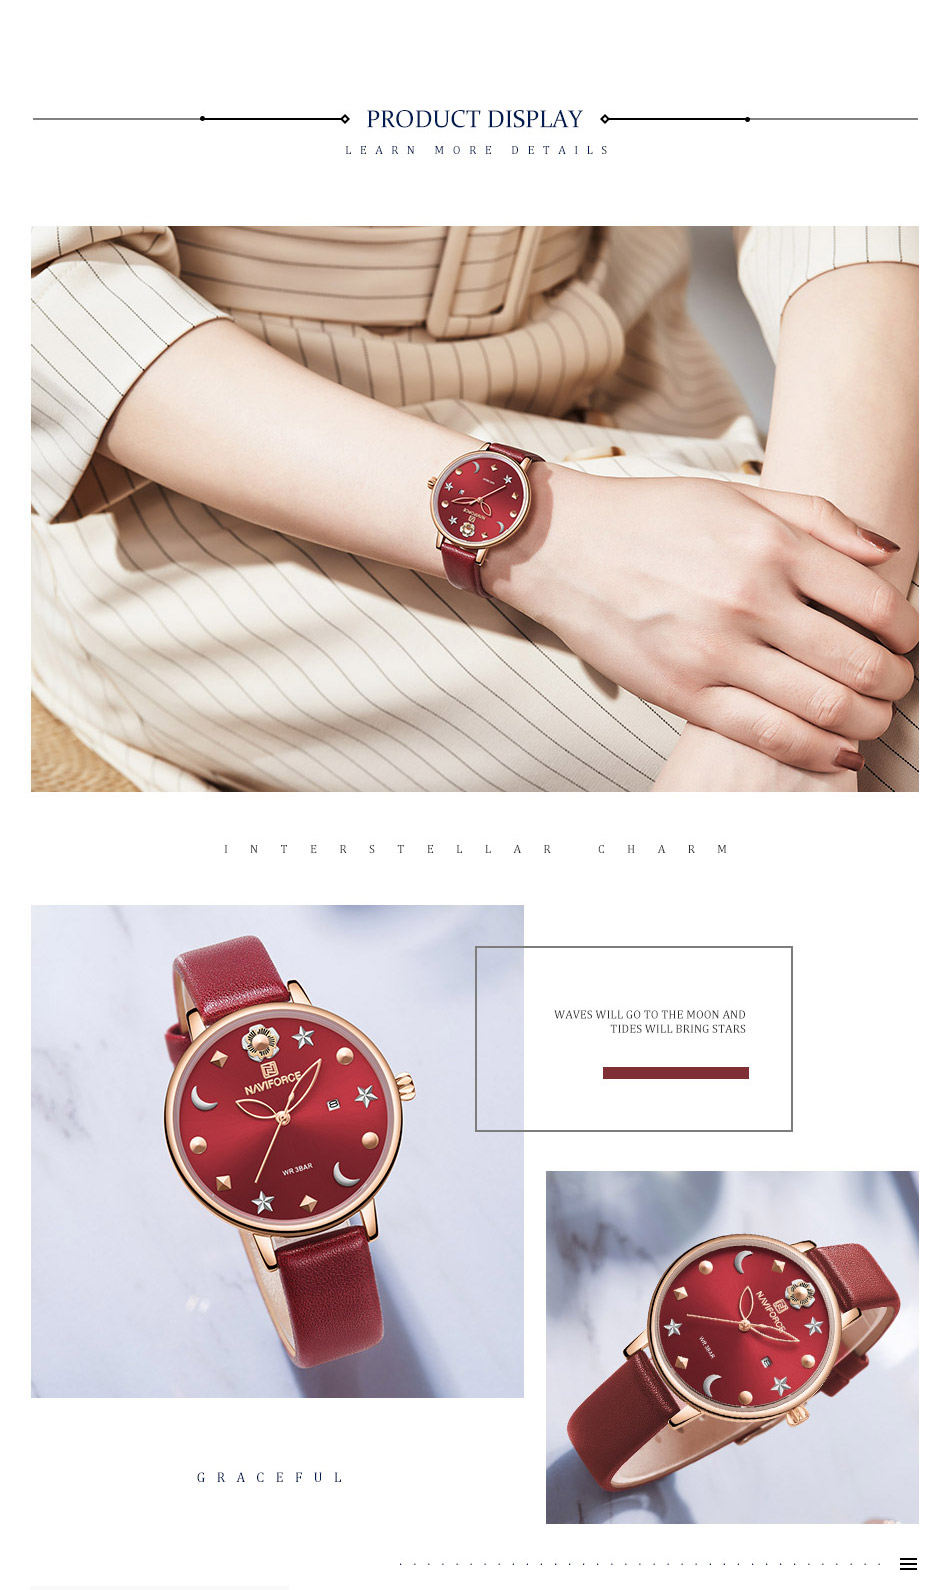 PRODUCT DISPLAY
LEARN MORE DETAILS
INTERSTELLAR CHARM
NAVIFORCE
WR 3BAR
WAVES WILL GO TO THE MOON AND
TIDES WILL BRING STARS
NAVIFORCE
WR 3BAR
GRACEFUL